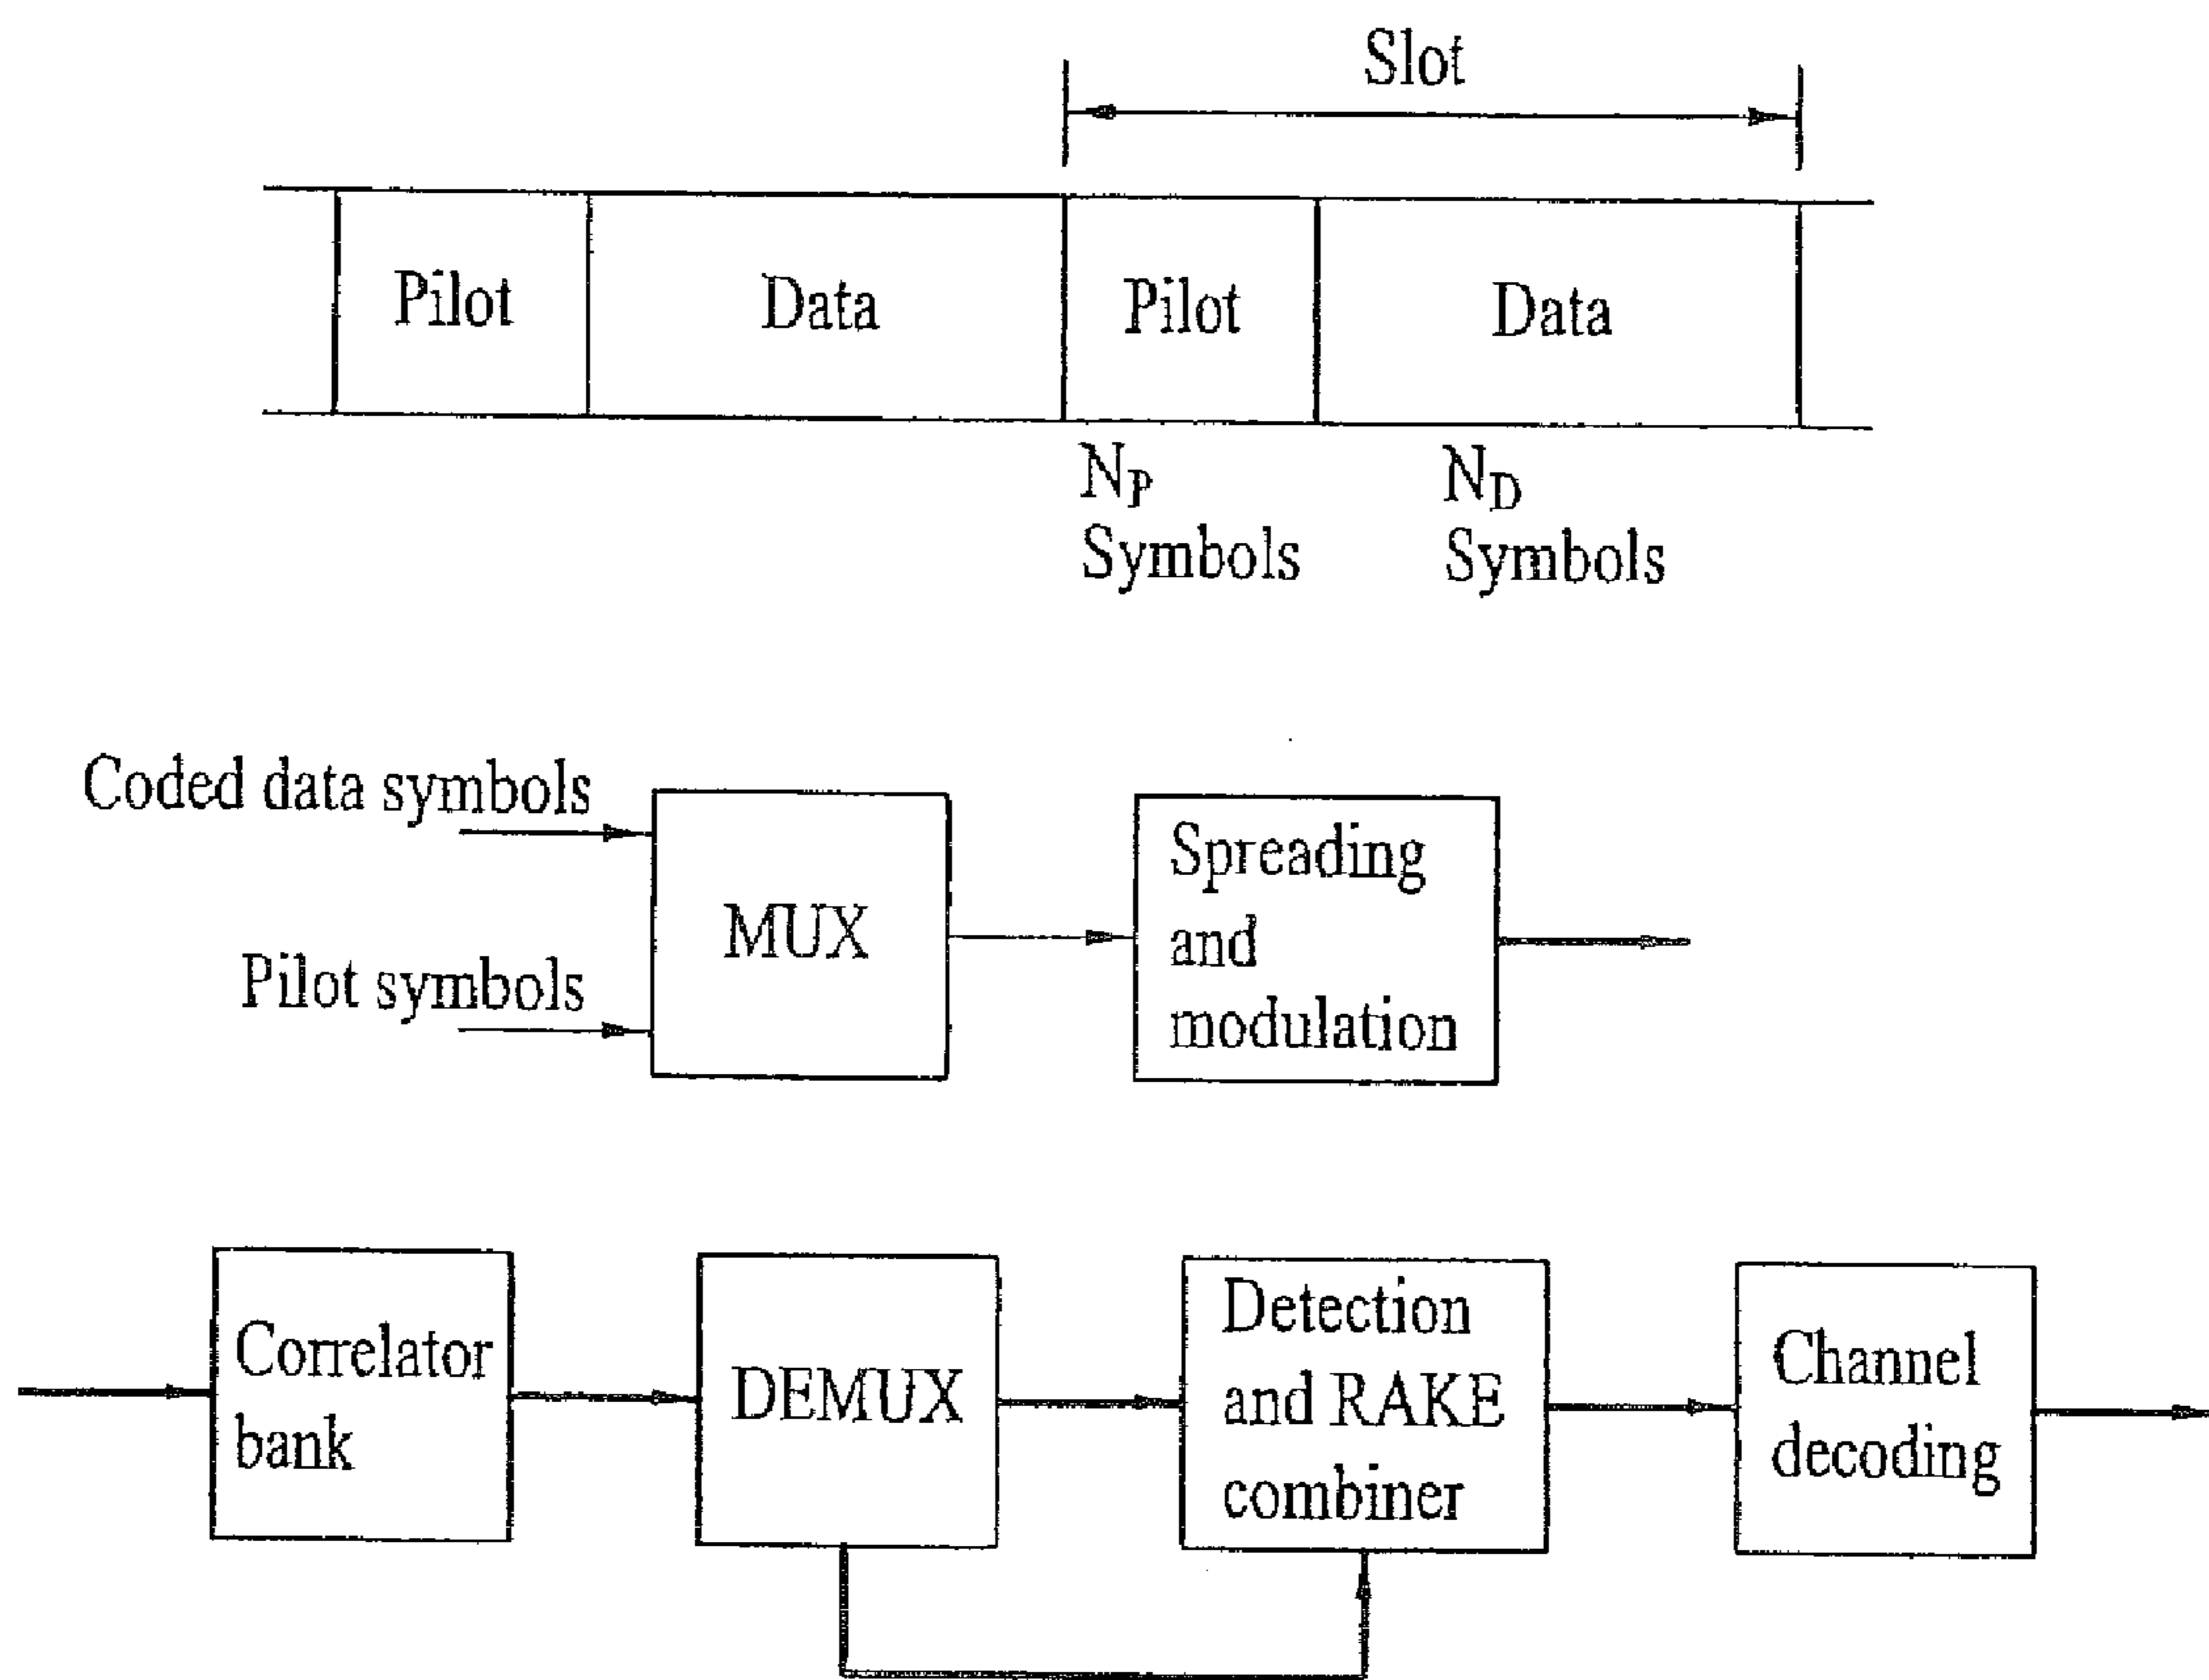 Slot
Pilot
Data
Pilot
Data
N_P
Symbols
N_D
Symbols
Coded data symbols
Pilot symbols
MUX
Spreading
and
modulation
Correlator
bank
DEMUX
Detection
and RAKE
combiner
Channel
decoding